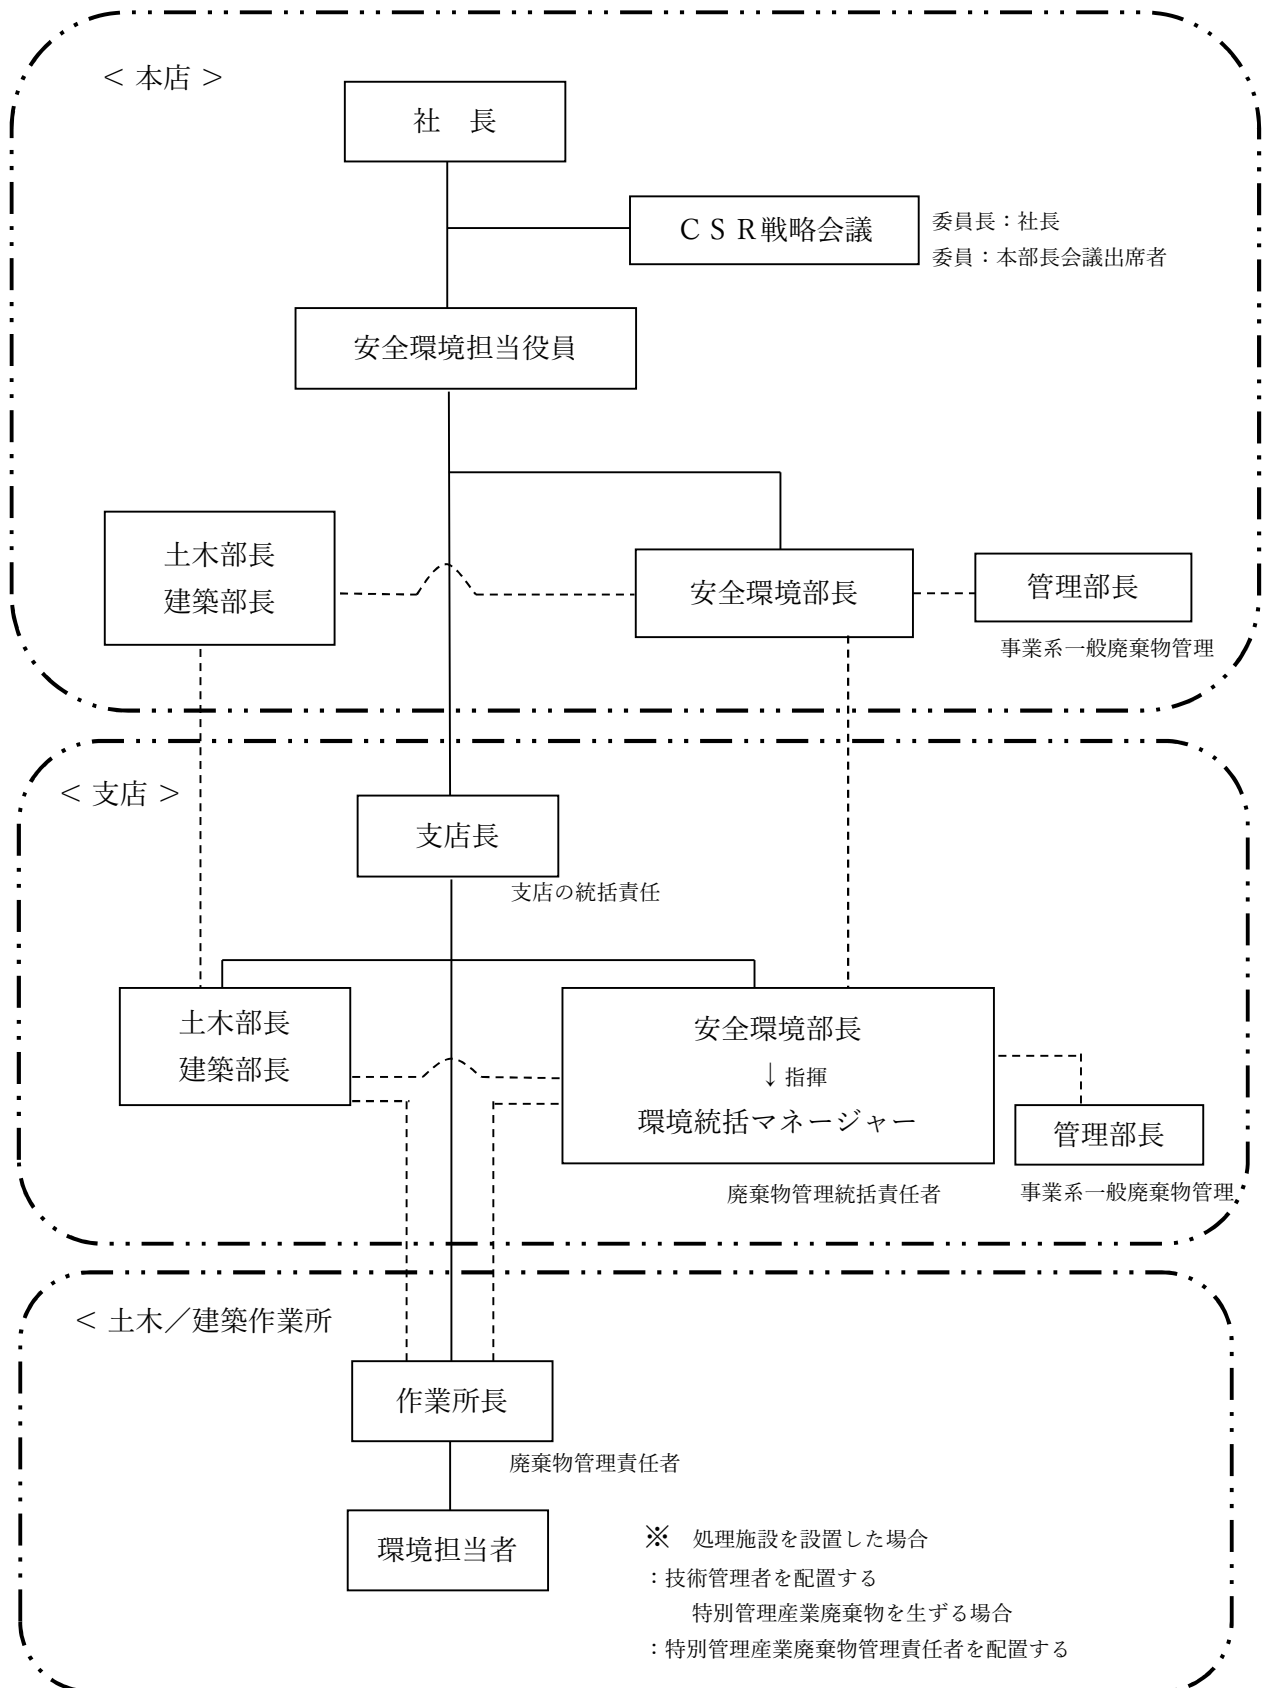 ＜ 本店 ＞
社　長
ＣＳＲ戦略会議
委員長：社長
委員：本部長会議出席者
安全環境担当役員
土木部長
建築部長
安全環境部長
管理部長
事業系一般廃棄物管理
＜ 支店 ＞
支店長
支店の統括責任
土木部長
建築部長
安全環境部長
↓指揮
環境統括マネージャー
管理部長
廃棄物管理統括責任者
事業系一般廃棄物管理
＜ 土木／建築作業所
作業所長
廃棄物管理責任者
環境担当者
※　処理施設を設置した場合
：技術管理者を配置する
特別管理産業廃棄物を生ずる場合
：特別管理産業廃棄物管理責任者を配置する